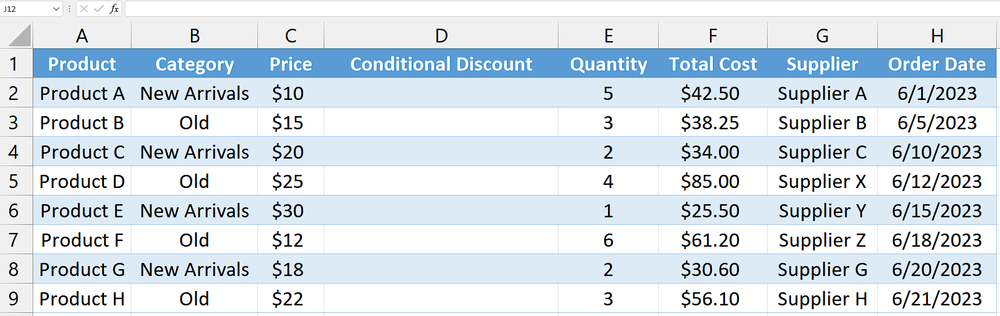 J12 fx
A B C D E F G H
1 Product Category Price Conditional Discount Quantity Total Cost Supplier Order Date
2 Product A New Arrivals $10 5 $42.50 Supplier A 6/1/2023
3 Product B Old $15 3 $38.25 Supplier B 6/5/2023
4 Product C New Arrivals $20 2 $34.00 Supplier C 6/10/2023
5 Product D Old $25 4 $85.00 Supplier X 6/12/2023
6 Product E New Arrivals $30 1 $25.50 Supplier Y 6/15/2023
7 Product F Old $12 6 $61.20 Supplier Z 6/18/2023
8 Product G New Arrivals $18 2 $30.60 Supplier G 6/20/2023
9 Product H Old $22 3 $56.10 Supplier H 6/21/2023